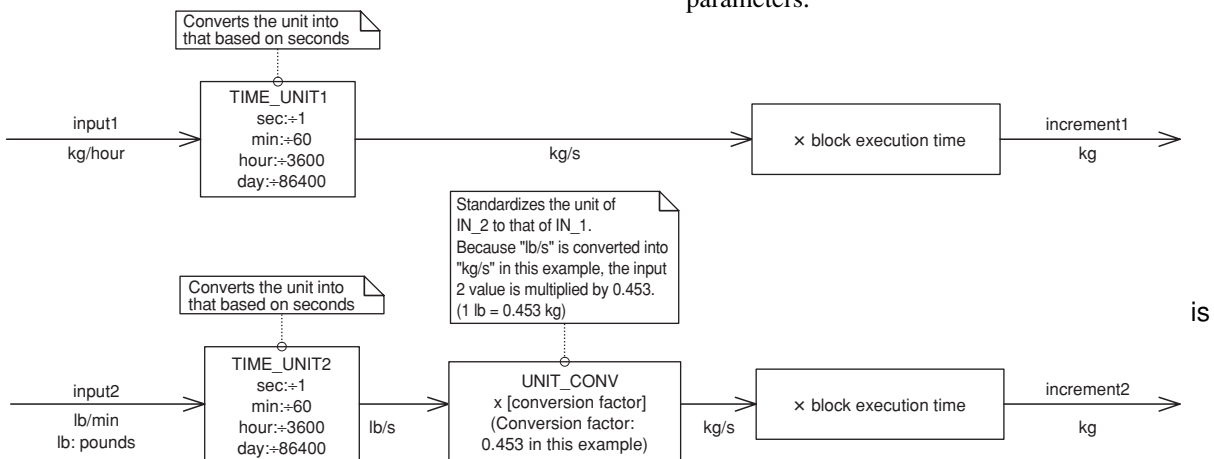 parameters.
Converts the unit into
that based on seconds
TIME_UNIT1
sec:÷1
min:÷60
hour:÷3600
day:÷86400
input1
kg/hour
kg/s
× block execution time
increment1
kg
Standardizes the unit of
IN_2 to that of IN_1.
Because "lb/s" is converted into
"kg/s" in this example, the input
2 value is multiplied by 0.453.
(1 lb = 0.453 kg)
Converts the unit into
that based on seconds
is
TIME_UNIT2
sec:÷1
min:÷60
hour:÷3600
day:÷86400
input2
lb/min
lb: pounds
lb/s
UNIT_CONV
x [conversion factor]
(Conversion factor:
0.453 in this example)
kg/s
× block execution time
increment2
kg